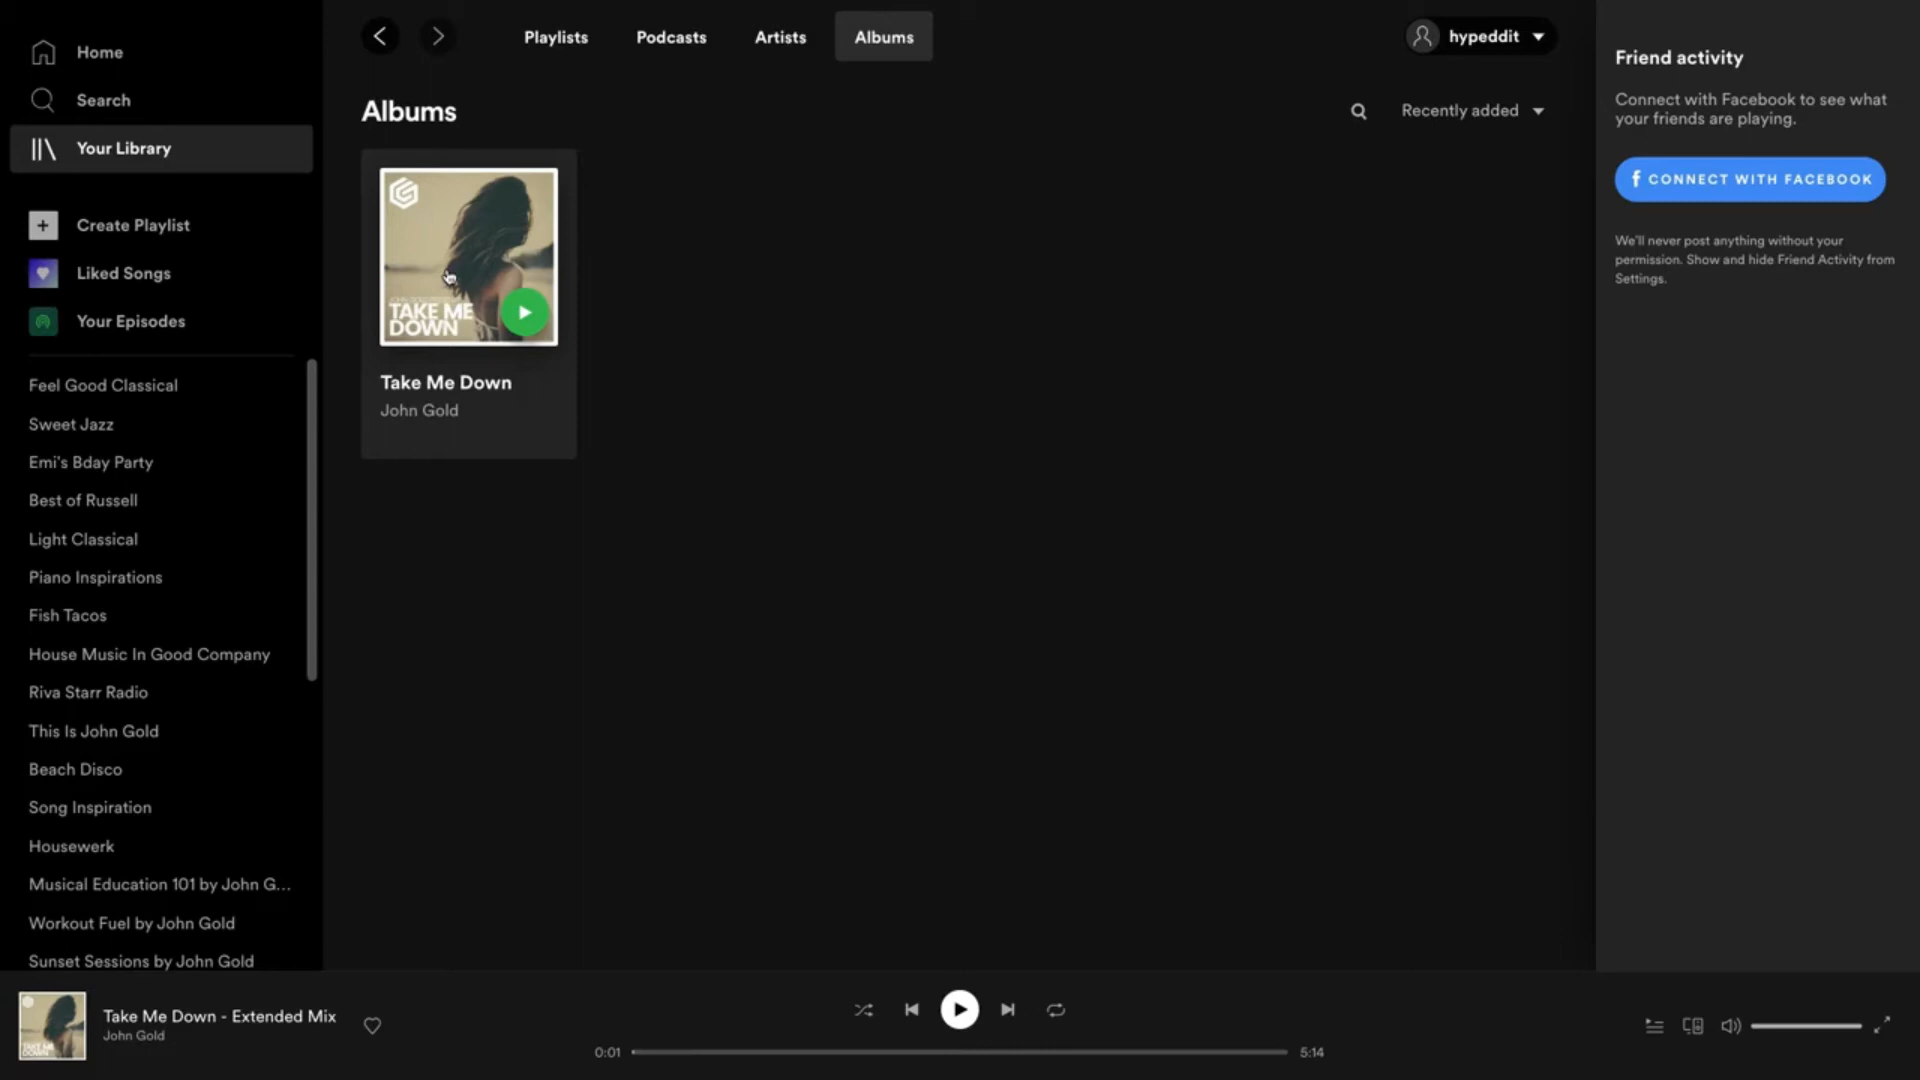 Home
Search
Your Library
Create Playlist
Liked Songs
Your Episodes
Feel Good Classical
Sweet Jazz
Emi's Bday Party
Best of Russell
Light Classical
Piano Inspirations
Fish Tacos
House Music In Good Company
Riva Starr Radio
This Is John Gold
Beach Disco
Song Inspiration
Housewerk
Musical Education 101 by John G...
Workout Fuel by John Gold
Sunset Sessions by John Gold
Playlists
Podcasts
Artists
Albums
hypeddit
Albums
Recently added
TAKE ME
DOWN
Take Me Down
John Gold
Friend activity
Connect with Facebook to see what
your friends are playing.
CONNECT WITH FACEBOOK
We'll never post anything without your
permission. Show and hide Friend Activity from
Settings.
Take Me Down - Extended Mix
John Gold
0:01
5:14